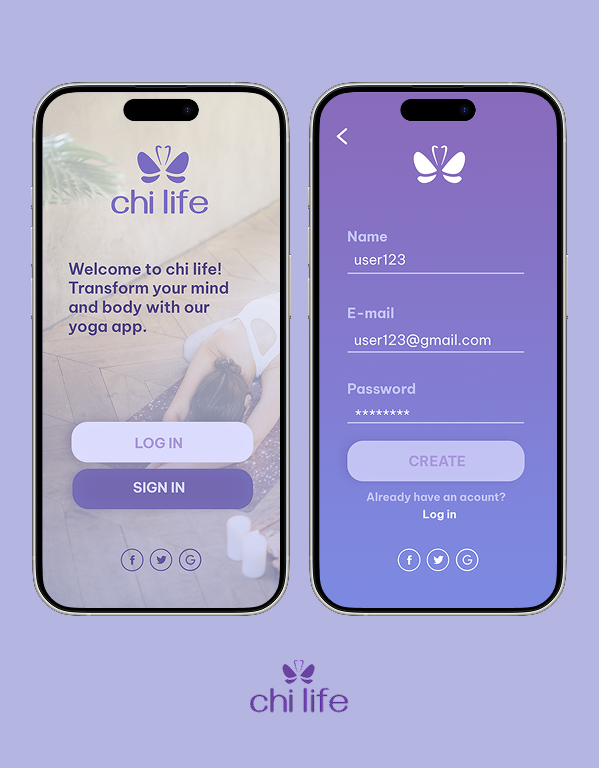 chi life
Welcome to chi life!
Transform your mind
and body with our
yoga app.
LOG IN
SIGN IN
f
G
Name
user123
E-mail
user123@gmail.com
Password
********
CREATE
Already have an acount?
Log in
f
G
chi life